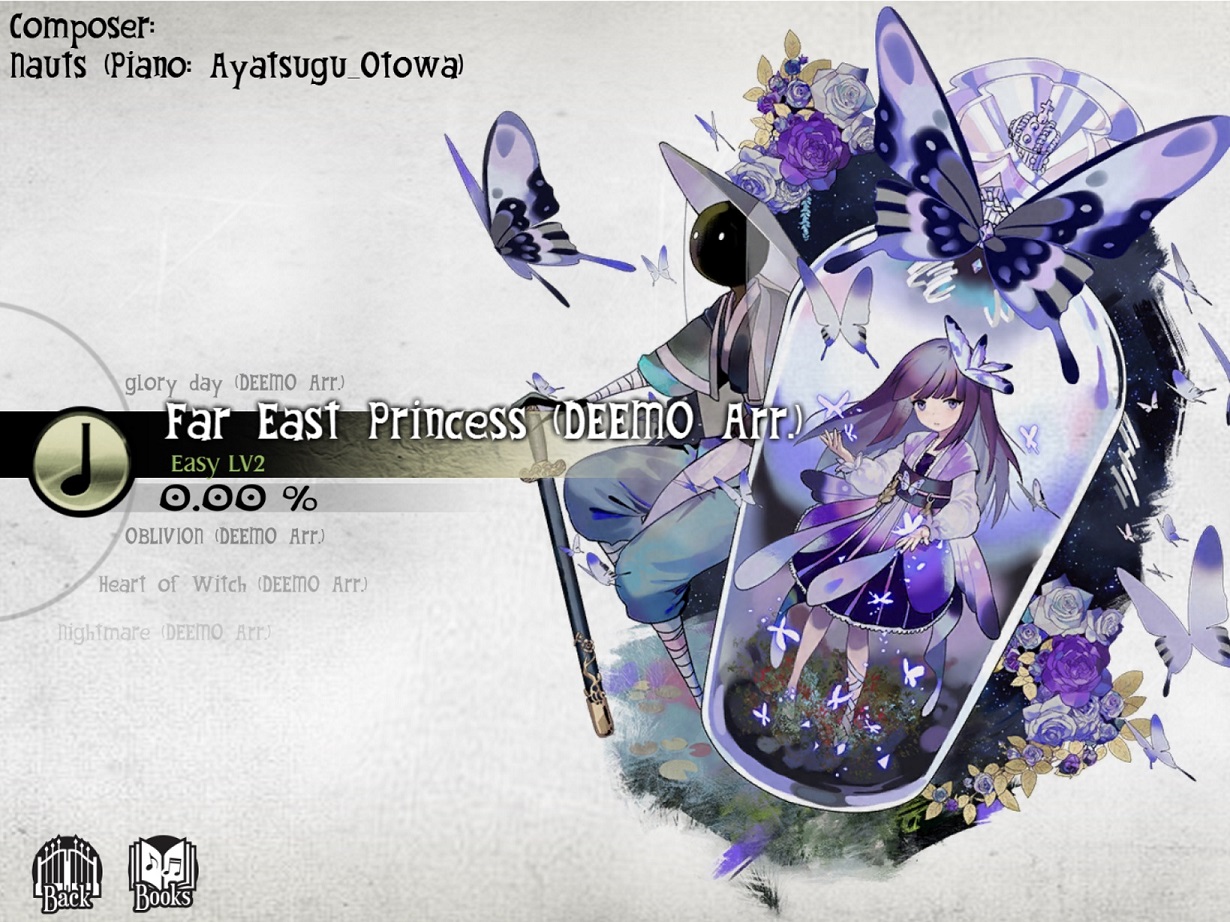 Composer:
Nauts (Piano: Ayatsugu_Otowa)
glory day (DEEMO Arr.)
Far East Princess (DEEMO Arr.)
Easy LV2
0.00 %
OBLIVION (DEEMO Arr.)
Heart of Witch (DEEMO Arr.)
Nightmare (DEEMO Arr.)
Back
Books